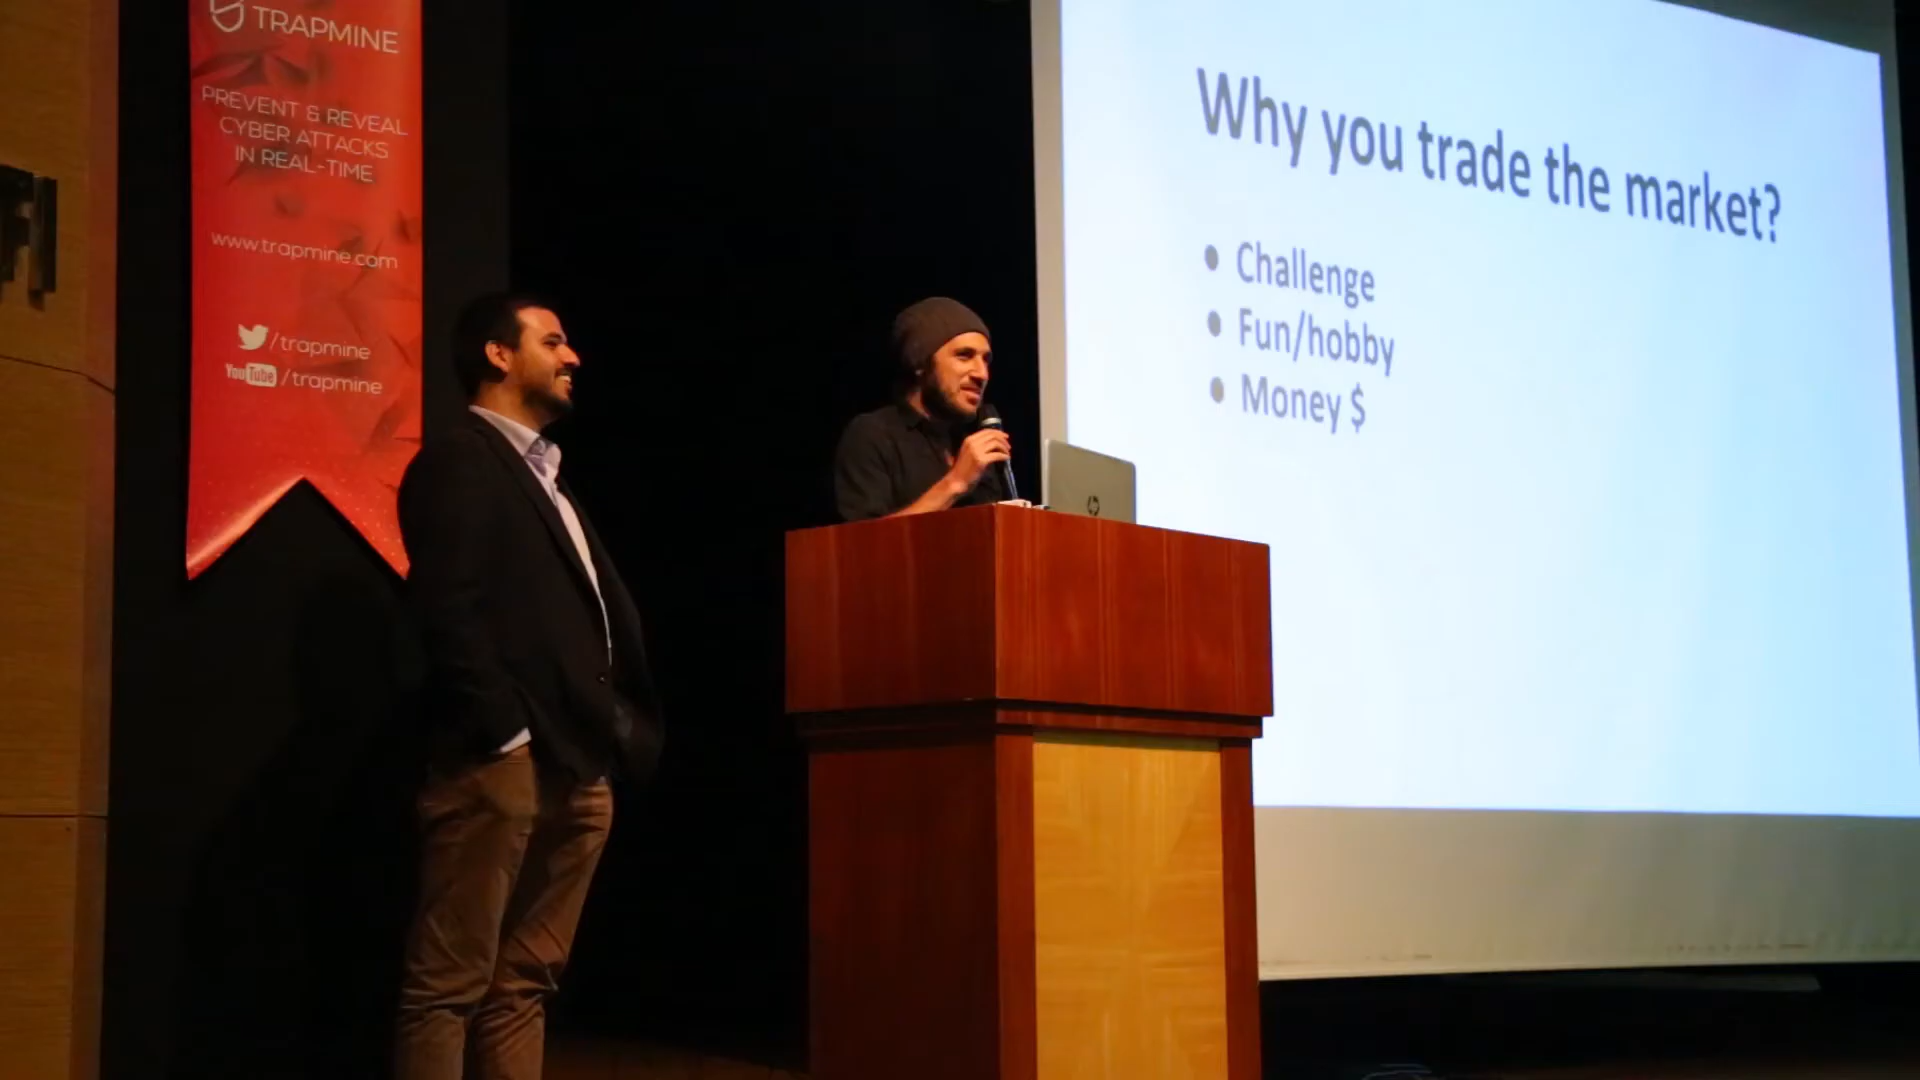 TRAPMINE
PREVENT & REVEAL
CYBER ATTACKS
IN REAL-TIME
www.trapmine.com
/trapmine
YouTube /trapmine
Why you trade the market?
• Challenge
• Fun/hobby
• Money $
hp